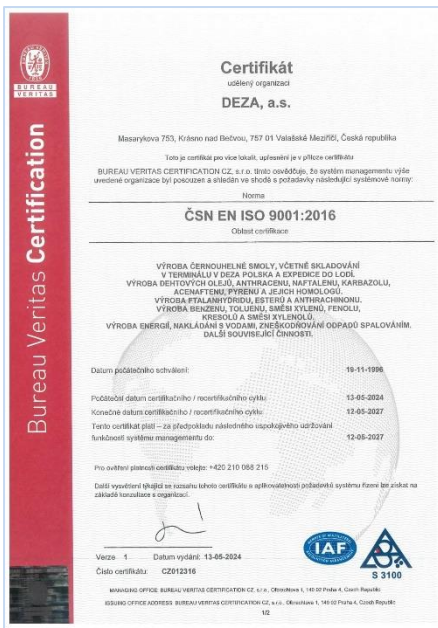 BUREAU
VERITAS
Bureau Veritas Certification
Certifikát
udělený organizaci
DEZA, a.s.
Masarykova 753, Krásno nad Bečvou, 757 01 Valašské Meziříčí, Česká republika
Toto je certifikát pro více lokalit, upřesnění je v příloze certifikátu
BUREAU VERITAS CERTIFICATION CZ, s.r.o. tímto osvědčuje, že systém managementu výše
uvedené organizace byl posouzen a shledán ve shodě s požadavky následující systémové normy:
Norma
ČSN EN ISO 9001:2016
Oblast certifikace
VÝROBA ČERNOUHELNÉ SMOLY, VČETNĚ SKLADOVÁNÍ
V TERMINÁLU V DEZA POLSKA A EXPEDICE DO LODÍ.
VÝROBA DEHTOVÝCH OLEJŮ, ANTHRACENU, NAFTALENU, KARBAZOLU,
ACENAFTENU, PYRENU A JEJICH HOMOLOGŮ.
VÝROBA FTALANHYDRIDU, ESTERŮ A ANTHRACHINONU.
VÝROBA BENZENU, TOLUENU, SMĚSI XYLENŮ, FENOLU,
KRESOLŮ A SMĚSI XYLENOLŮ.
VÝROBA ENERGIÍ, NAKLÁDÁNÍ S VODAMI, ZNEŠKODŇOVÁNÍ ODPADŮ SPALOVÁNÍM.
DALŠÍ SOUVISEJÍCÍ ČINNOSTI.
Datum počátečního schválení: 19-11-1996
Počáteční datum certifikačního / recertifikačního cyklu: 13-05-2024
Konečné datum certifikačního / recertifikačního cyklu: 12-05-2027
Tento certifikát platí – za předpokladu následného uspokojivého udržování
funkčnosti systému managementu do: 12-05-2027
Pro ověření platnosti certifikátu volejte: +420 210 088 215
Další vysvětlení týkající se rozsahu tohoto certifikátu a aplikovatelnosti požadavků systému řízení lze získat na
základě konzultace s organizací.
Verze 1 Datum vydání: 13-05-2024
Číslo certifikátu: CZ012316
IAF
S 3100
MANAGING OFFICE: BUREAU VERITAS CERTIFICATION CZ, s.r.o., Olbrachtova 1, 140 02 Praha 4, Czech Republic
ISSUING OFFICE ADDRESS: BUREAU VERITAS CERTIFICATION CZ, s.r.o., Olbrachtova 1, 140 02 Praha 4, Czech Republic
1/2